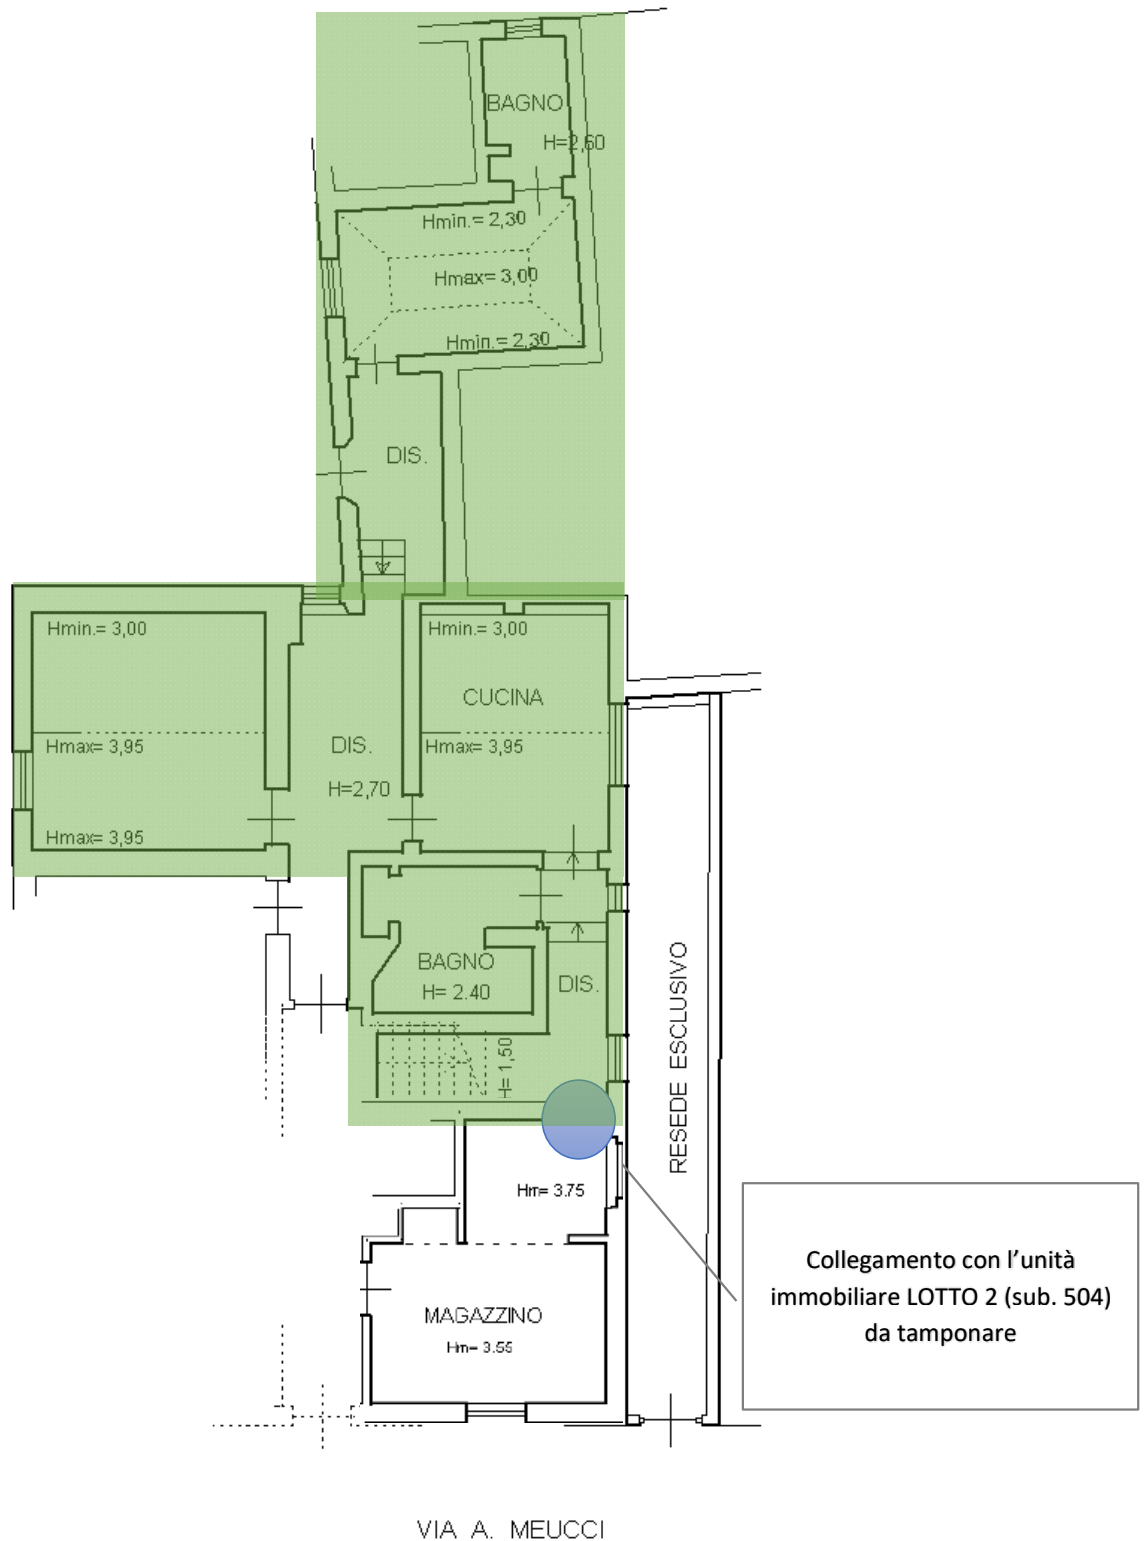 BAGNO
H=2,60
Hmin.= 2,30
Hmax= 3,00
Hmin.= 2,30
DIS.
Hmin.= 3,00
Hmin.= 3,00
CUCINA
Hmax= 3,95
DIS.
Hmax= 3,95
H=2,70
Hmax= 3,95
BAGNO
H= 2.40
DIS.
H= 1,50
RESEDE ESCLUSIVO
Hm= 3.75
Collegamento con l’unità
immobiliare LOTTO 2 (sub. 504)
da tamponare
MAGAZZINO
Hm= 3.55
VIA A. MEUCCI